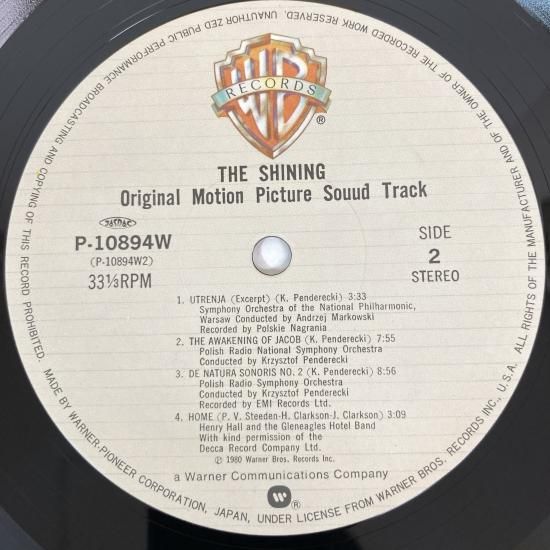 RECORDS
®
THE SHINING
Original Motion Picture Souud Track
P-10894W
(P-10894W2)
33⅓RPM
SIDE
2
STEREO
1. UTRENJA (Excerpt) (K. Penderecki) 3:33
Symphony Orchestra of the National Philharmonic,
Warsaw Conducted by Andrzej Markowski
Recorded by Polskie Nagrania
2. THE AWAKENING OF JACOB (K. Penderecki) 7:55
Polish Radio National Symphony Orchestra
Conducted by Krzysztof Penderecki
3. DE NATURA SONORIS NO. 2 (K. Penderecki) 8:56
Polish Radio Symphony Orchestra
Conducted by Krzysztof Penderecki
Recorded by EMI Records Ltd.
4. HOME (P. V. Steeden-H. Clarkson-J. Clarkson) 3:09
Henry Hall and the Gleneagles Hotel Band
With kind permission of the
Decca Record Company Ltd.
℗ 1980 Warner Bros. Records Inc.
a Warner Communications Company
®
MADE BY WARNER-PIONEER CORPORATION, JAPAN, UNDER LICENSE FROM WARNER BROS. RECORDS INC., U.S.A. ALL RIGHTS OF THE MANUFACTURER AND OF THE OWNER OF THE RECORDED WORK RESERVED. UNAUTHORIZED PUBLIC PERFORMANCE BROADCASTING AND COPYING OF THIS RECORD PROHIBITED.